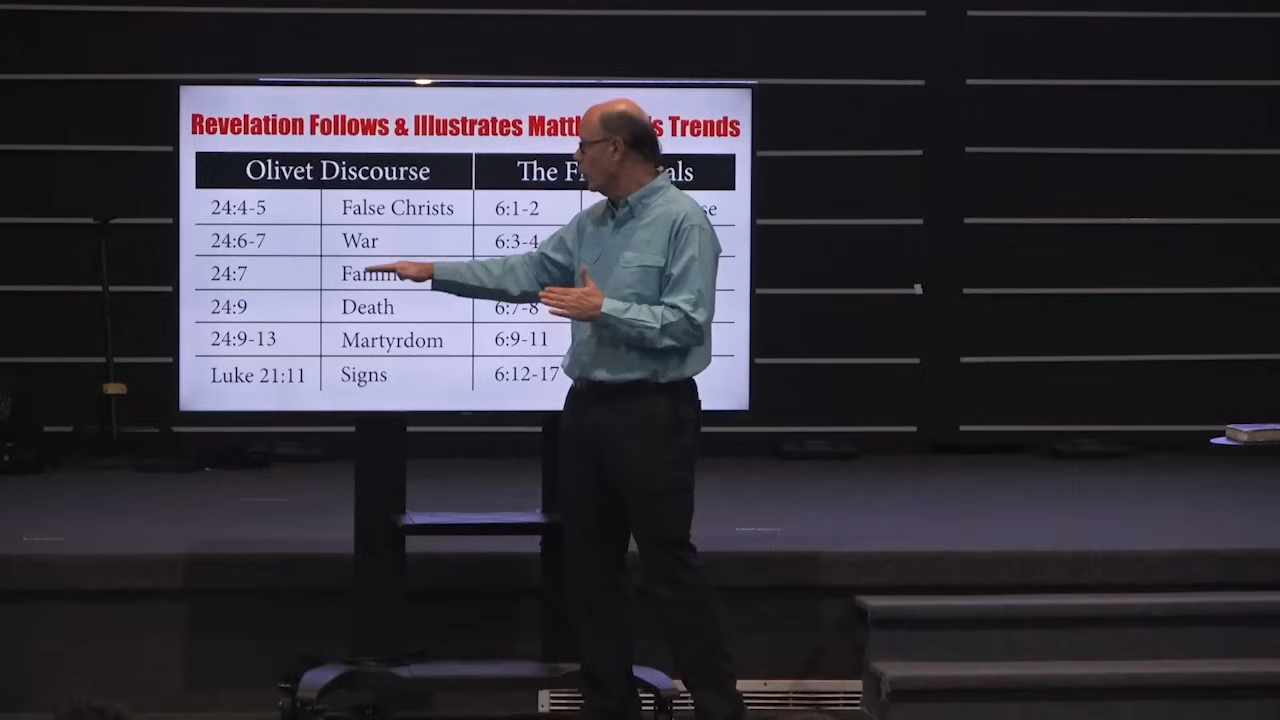 Revelation Follows & Illustrates Trends
Olivet Discourse The
24:4-5 False Christs 6:1-2
24:6-7 War 6:3-4
24:7
24:9 Death 6:7-8
24:9-13 Martyrdom 6:9-11
Luke 21:11 Signs 6:12-17